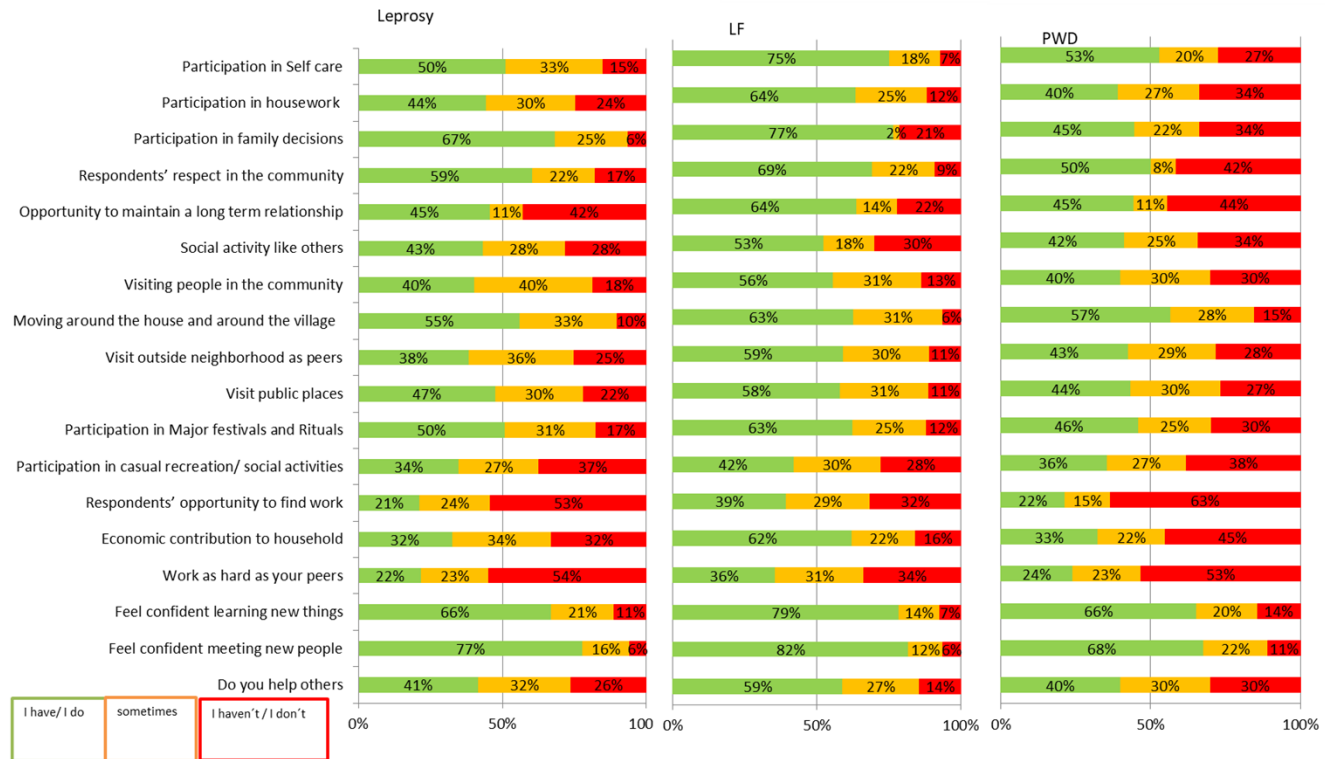 Leprosy LF PWD
Participation in Self care 50% 33% 15% 75% 18% 7% 53% 20% 27%
Participation in housework 44% 30% 24% 64% 25% 12% 40% 27% 34%
Participation in family decisions 67% 25% 6% 77% 2% 21% 45% 22% 34%
Respondents’ respect in the community 59% 22% 17% 69% 22% 9% 50% 8% 42%
Opportunity to maintain a long term relationship 45% 11% 42% 64% 14% 22% 45% 11% 44%
Social activity like others 43% 28% 28% 53% 18% 30% 42% 25% 34%
Visiting people in the community 40% 40% 18% 56% 31% 13% 40% 30% 30%
Moving around the house and around the village 55% 33% 10% 63% 31% 6% 57% 28% 15%
Visit outside neighborhood as peers 38% 36% 25% 59% 30% 11% 43% 29% 28%
Visit public places 47% 30% 22% 58% 31% 11% 44% 30% 27%
Participation in Major festivals and Rituals 50% 31% 17% 63% 25% 12% 46% 25% 30%
Participation in casual recreation/ social activities 34% 27% 37% 42% 30% 28% 36% 27% 38%
Respondents’ opportunity to find work 21% 24% 53% 39% 29% 32% 22% 15% 63%
Economic contribution to household 32% 34% 32% 62% 22% 16% 33% 22% 45%
Work as hard as your peers 22% 23% 54% 36% 31% 34% 24% 23% 53%
Feel confident learning new things 66% 21% 11% 79% 14% 7% 66% 20% 14%
Feel confident meeting new people 77% 16% 6% 82% 12% 6% 68% 22% 11%
Do you help others 41% 32% 26% 59% 27% 14% 40% 30% 30%
I have/ I do sometimes I haven´t / I don´t
0% 50% 100 0% 50% 100% 0% 50% 100%